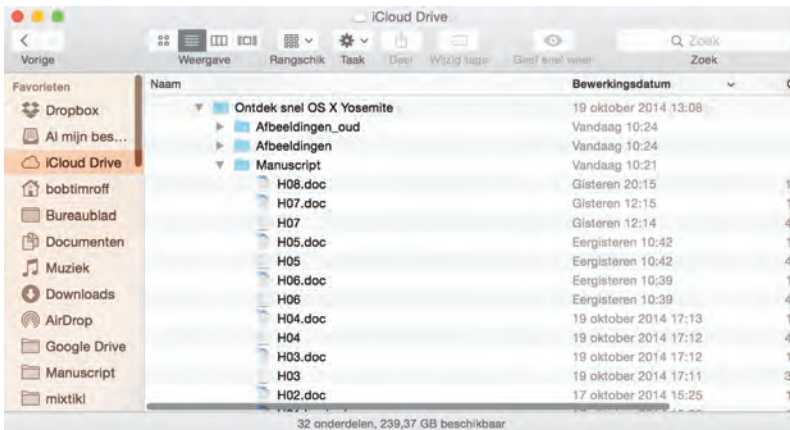 iCloud Drive
Vorige Weergave Rangschik Taak Deel Wijzig tags Geef snel weer Zoek
Zoek
Favorieten
Dropbox
Al mijn bes...
iCloud Drive
bobtimroff
Bureaublad
Documenten
Muziek
Downloads
AirDrop
Google Drive
Manuscript
mixtikl
Naam Bewerkingsdatum
Ontdek snel OS X Yosemite 19 oktober 2014 13:08
Afbeeldingen_oud Vandaag 10:24
Afbeeldingen Vandaag 10:24
Manuscript Vandaag 10:21
H08.doc Gisteren 20:15
H07.doc Gisteren 12:15
H07 Gisteren 12:14
H05.doc Eergisteren 10:42
H05 Eergisteren 10:42
H06.doc Eergisteren 10:39
H06 Eergisteren 10:39
H04.doc 19 oktober 2014 17:13
H04 19 oktober 2014 17:12
H03.doc 19 oktober 2014 17:12
H03 19 oktober 2014 17:11
H02.doc 17 oktober 2014 15:25
32 onderdelen, 239,37 GB beschikbaar